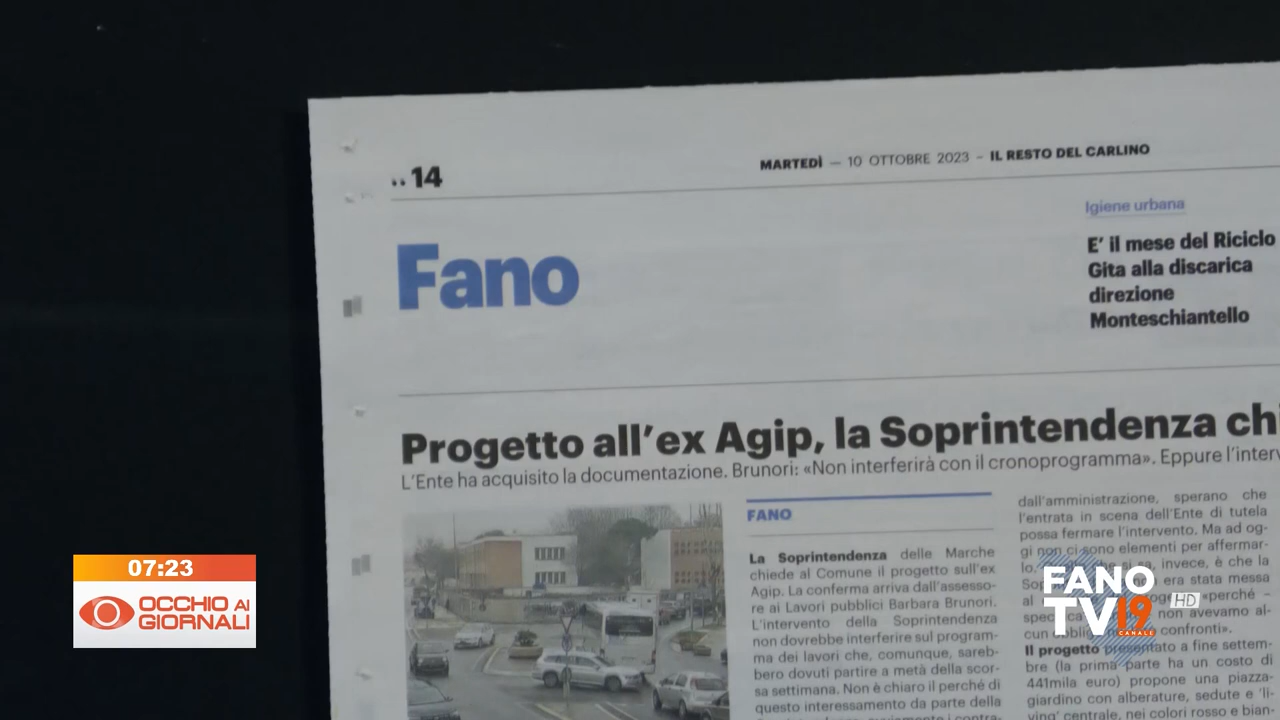 .. 14
MARTEDÌ — 10 OTTOBRE 2023 – IL RESTO DEL CARLINO
Fano
Igiene urbana
E' il mese del Riciclo
Gita alla discarica
direzione
Monteschiantello
Progetto all'ex Agip, la Soprintendenza chi
L'Ente ha acquisito la documentazione. Brunori: «Non interferirà con il cronoprogramma». Eppure l'interv
FANO
La Soprintendenza delle Marche
chiede al Comune il progetto sull'ex
Agip. La conferma arriva dall'assesso-
re ai Lavori pubblici Barbara Brunori.
L'intervento della Soprintendenza
non dovrebbe interferire sul program-
ma dei lavori che, comunque, sareb-
bero dovuti partire a metà della scor-
sa settimana. Non è chiaro il perché di
questo interessamento da parte della
dall'amministrazione, sperano che
l'entrata in scena dell'Ente di tutela
possa fermare l'intervento. Ma ad og-
gi non ci sono elementi per affermar-
lo. invece, è che la
era stata messa
al «perché –
non avevamo al-
cun confronti».
Il progetto presentato a fine settem-
bre (la prima parte ha un costo di
441mila euro) propone una piazza-
giardino con alberature, sedute e 'li-
ving' centrale, nei colori rosso e bian-
07:23
OCCHIO AI
GIORNALI
FANO
TV19 HD
CANALE